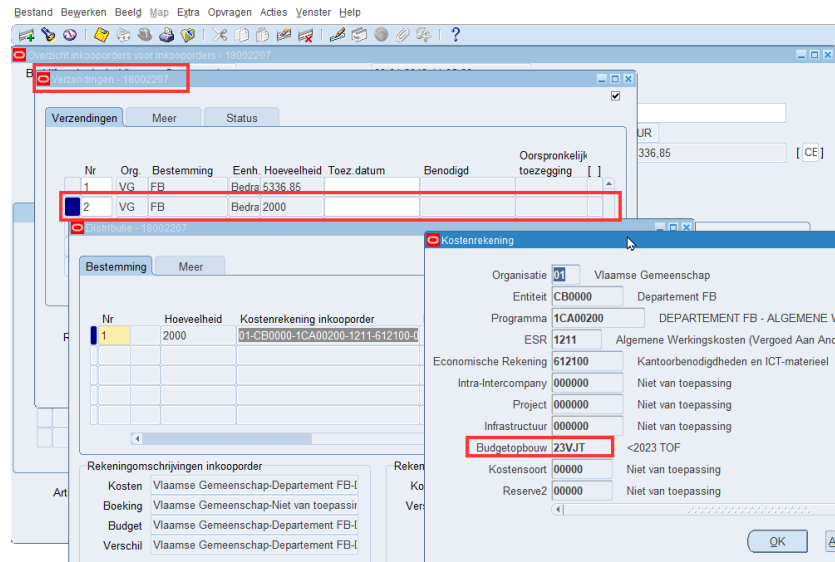 Bestand Bewerken Beeld Map Extra Opvragen Acties Venster Help
Overzicht inkooporders voor inkooporders - 18002207
Verzendingen - 18002207
Verzendingen Meer Status
UR
336,85 [ CE ]
Oorspronkelijk
Nr Org. Bestemming Eenh. Hoeveelheid Toez.datum Benodigd toezegging [ ]
1 VG FB Bedra 5336.85
2 VG FB Bedra 2000
Distributie - 18002207
Bestemming Meer
Nr Hoeveelheid Kostenrekening inkooporder
1 2000 01-CB0000-1CA00200-1211-612100-0
Rekeningomschrijvingen inkooporder
Kosten Vlaamse Gemeenschap-Departement FB-
Boeking Vlaamse Gemeenschap-Niet van toepassin
Budget Vlaamse Gemeenschap-Departement FB-
Verschil Vlaamse Gemeenschap-Departement FB-
Reken
Ko
Ver
Art
Kostenrekening
Organisatie 01 Vlaamse Gemeenschap
Entiteit CB0000 Departement FB
Programma 1CA00200 DEPARTEMENT FB - ALGEMENE W
ESR 1211 Algemene Werkingskosten (Vergoed Aan And
Economische Rekening 612100 Kantoorbenodigdheden en ICT-materieel
Intra-Intercompany 000000 Niet van toepassing
Project 000000 Niet van toepassing
Infrastructuur 000000 Niet van toepassing
Budgetopbouw 23VJT <2023 TOF
Kostensoort 00000 Niet van toepassing
Reserve2 00000 Niet van toepassing
OK A